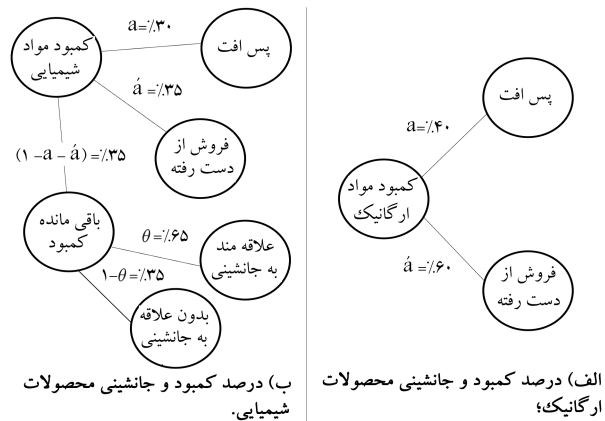 پس افت
a=٪۴۰
کمبود مواد
ارگانیک
á =٪۶۰
فروش از
دست رفته
الف) درصد کمبود و جانشینی محصولات
ارگانیک؛
کمبود مواد
شیمیایی
a=٪۳۰
پس افت
á =٪۳۵
فروش از
دست رفته
(۱ -a - á) =٪۳۵
باقی مانده
کمبود
θ =٪۶۵
علاقه مند
به جانشینی
۱-θ =٪۳۵
بدون علاقه
به جانشینی
ب) درصد کمبود و جانشینی محصولات
شیمیایی.